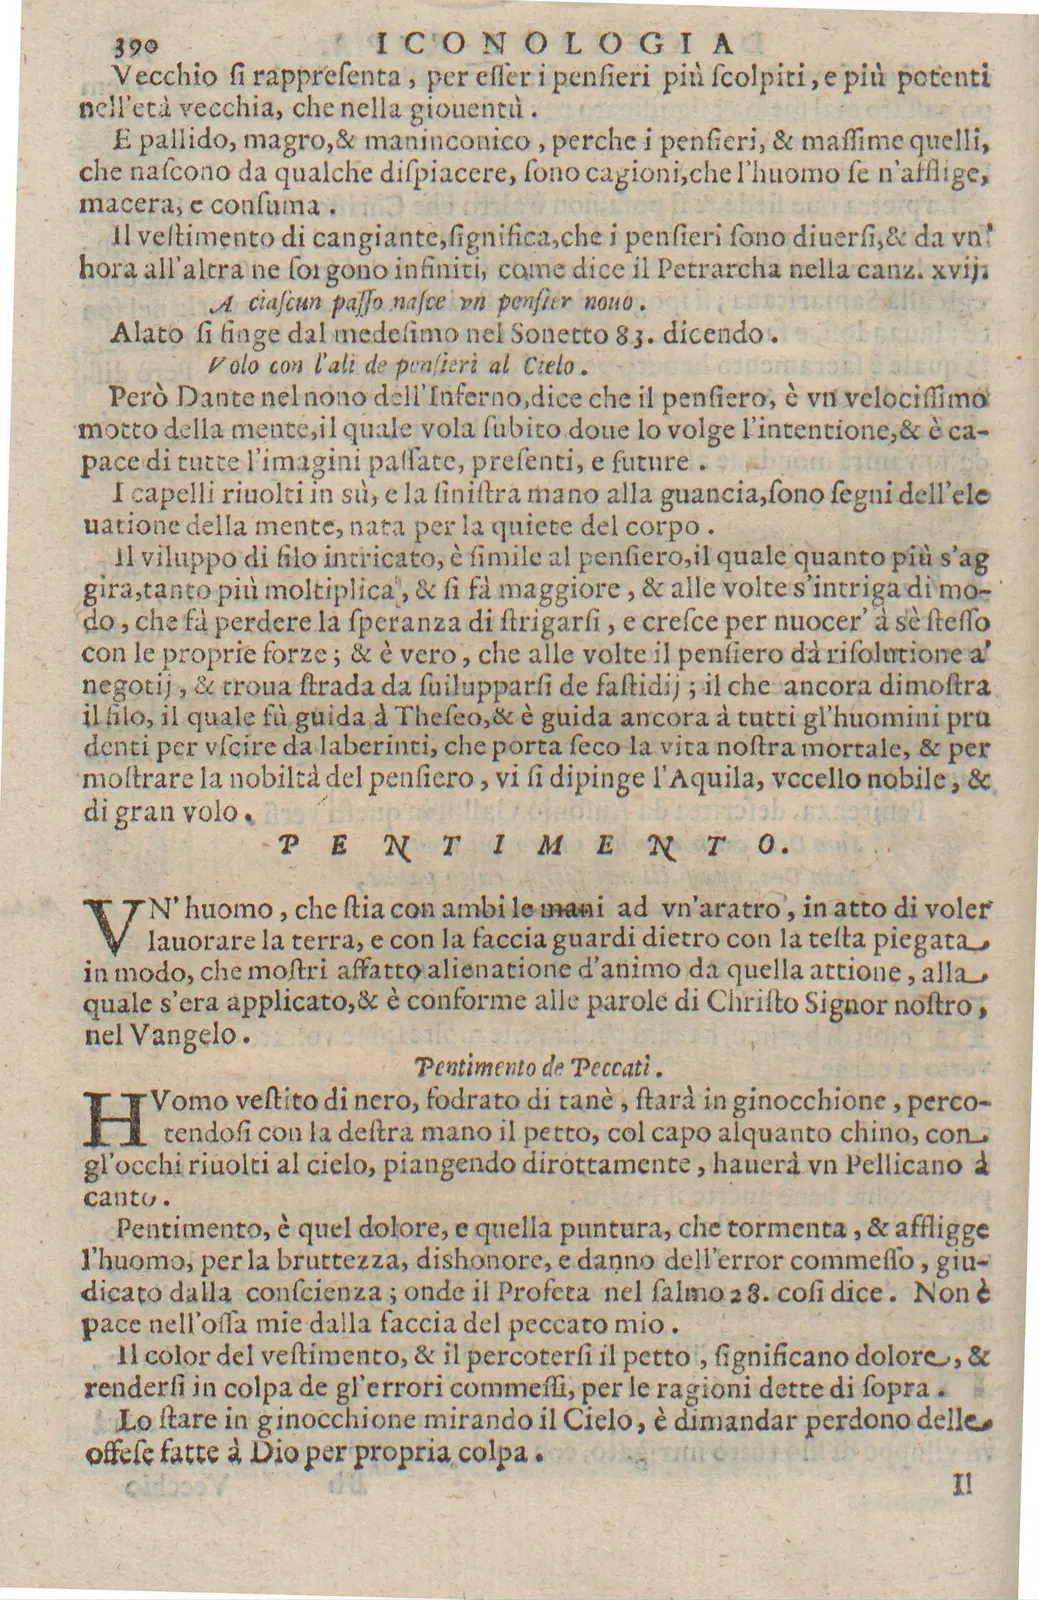 390 ICONOLOGIA
Vecchio si rappresenta, per esser i pensieri più scolpiti, e più potenti
nell'età vecchia, che nella giouentù.
E pallido, magro, & maninconico, perche i pensieri, & massime quelli,
che nascono da qualche dispiacere, sono cagioni, che l'huomo se n'affligge,
macera, e consuma.
Il vestimento di cangiante, significa, che i pensieri sono diuersi, & da vn'
hora all'altra ne sorgono infiniti, come dice il Petrarcha nella canz. xvij.
A ciascun passo nasce vn pensier nouo.
Alato si finge dal medesimo nel Sonetto 83. dicendo.
Volo con l'ali de pensieri al Cielo.
Però Dante nel nono dell'Inferno, dice che il pensiero, è vn velocissimo
motto della mente, il quale vola subito doue lo volge l'intentione, & è ca-
pace di tutte l'imagini passate, presenti, e future.
I capelli riuolti in sù, e la sinistra mano alla guancia, sono segni dell'ele
uatione della mente, nata per la quiete del corpo.
Il viluppo di filo intricato, è simile al pensiero, il quale quanto più s'ag
gira, tanto più moltiplica, & si fà maggiore, & alle volte s'intriga di mo-
do, che fà perdere la speranza di strigarsi, e cresce per nuocer' à sè stesso
con le proprie forze; & è vero, che alle volte il pensiero dà risolutione a'
negotij, & troua strada da suilupparsi de fastidij; il che ancora dimostra
il filo, il quale fù guida à Theseo, & è guida ancora à tutti gl'huomini pru
denti per vscire da laberinti, che porta seco la vita nostra mortale, & per
mostrare la nobiltà del pensiero, vi si dipinge l'Aquila, vccello nobile, &
di gran volo.
PENTIMENTO.
VN' huomo, che stia con ambi le mani ad vn'aratro, in atto di voler
lauorare la terra, e con la faccia guardi dietro con la testa piegata,
in modo, che mostri affatto alienatione d'animo da quella attione, alla
quale s'era applicato, & è conforme alle parole di Christo Signor nostro,
nel Vangelo.
Pentimento de Peccati.
HVomo vestito di nero, fodrato di tanè, starà in ginocchione, perco-
tendosi con la destra mano il petto, col capo alquanto chino, con
gl'occhi riuolti al cielo, piangendo dirottamente, hauerà vn Pellicano à
canto.
Pentimento, è quel dolore, e quella puntura, che tormenta, & affligge
l'huomo, per la bruttezza, dishonore, e danno dell'error commesso, giu-
dicato dalla conscienza; onde il Profeta nel salmo 28. così dice. Non è
pace nell'ossa mie dalla faccia del peccato mio.
Il color del vestimento, & il percotersi il petto, significano dolore, &
rendersi in colpa de gl'errori commessi, per le ragioni dette di sopra.
Lo stare in ginocchione mirando il Cielo, è dimandar perdono delle
offese fatte à Dio per propria colpa.
Il